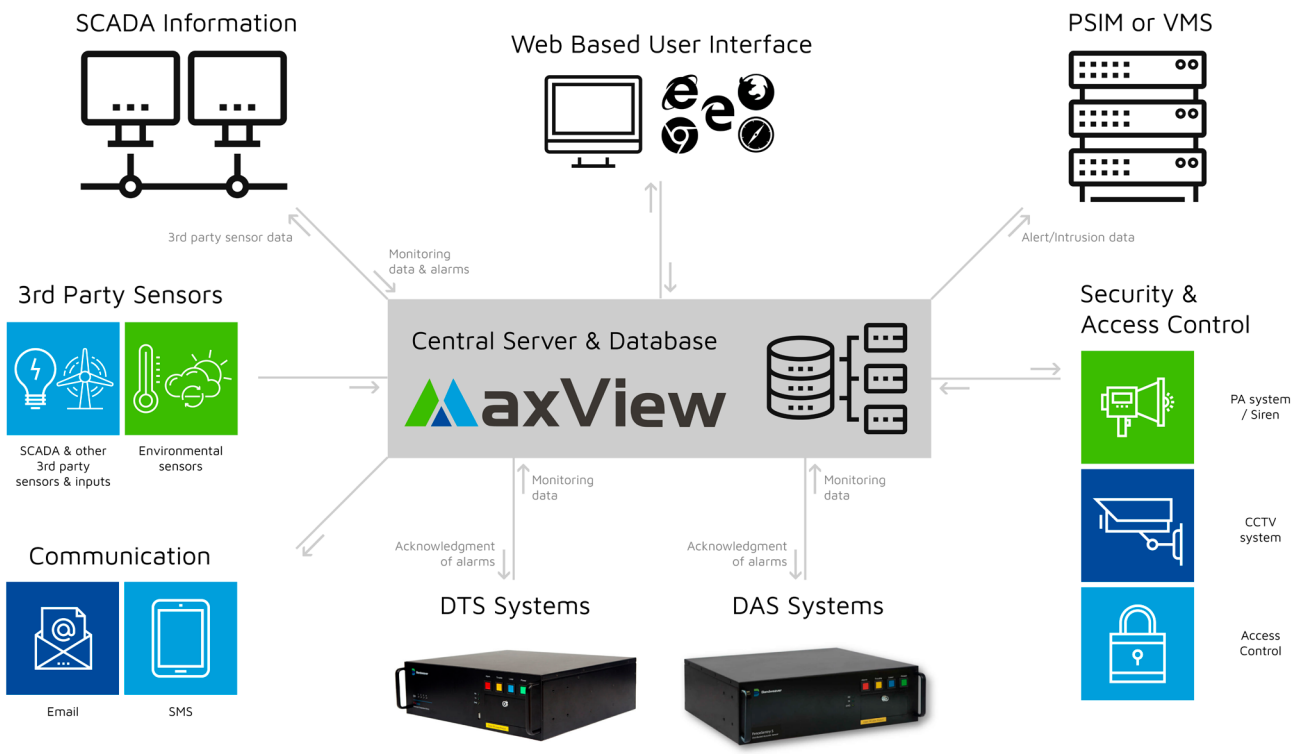 SCADA Information
Web Based User Interface
PSIM or VMS
3rd party sensor data
Monitoring
data & alarms
Alert/Intrusion data
3rd Party Sensors
SCADA & other
3rd party
sensors & inputs
Environmental
sensors
Central Server & Database
MaxView
Security &
Access Control
PA system
/ Siren
CCTV
system
Access
Control
Monitoring
data
Monitoring
data
Acknowledgment
of alarms
Acknowledgment
of alarms
Communication
Email
SMS
DTS Systems
DAS Systems